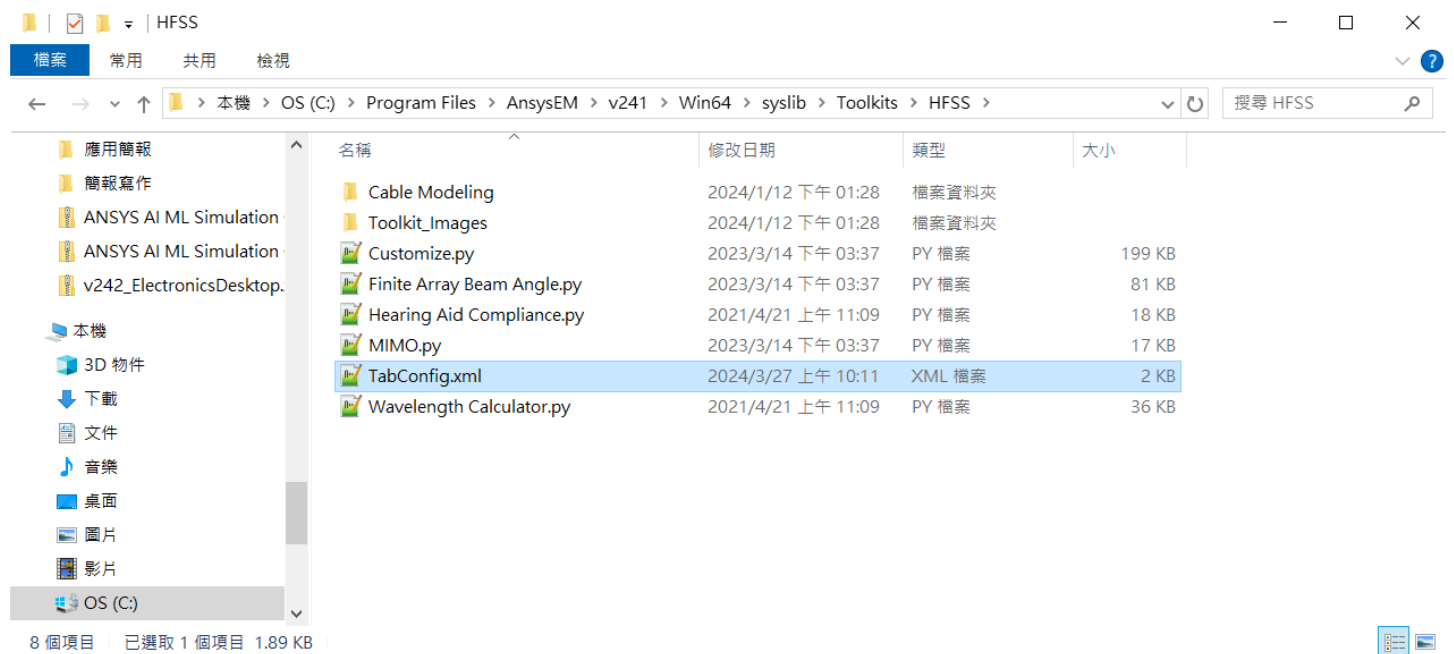 HFSS
檔案 常用 共用 檢視
本機 OS (C:) Program Files AnsysEM v241 Win64 syslib Toolkits HFSS 搜尋 HFSS
應用簡報
簡報寫作
ANSYS AI ML Simulation
ANSYS AI ML Simulation
v242_ElectronicsDesktop.
本機
3D 物件
下載
文件
音樂
桌面
圖片
影片
OS (C:)
名稱 修改日期 類型 大小
Cable Modeling 2024/1/12 下午 01:28 檔案資料夾
Toolkit_Images 2024/1/12 下午 01:28 檔案資料夾
Customize.py 2023/3/14 下午 03:37 PY 檔案 199 KB
Finite Array Beam Angle.py 2023/3/14 下午 03:37 PY 檔案 81 KB
Hearing Aid Compliance.py 2021/4/21 上午 11:09 PY 檔案 18 KB
MIMO.py 2023/3/14 下午 03:37 PY 檔案 17 KB
TabConfig.xml 2024/3/27 上午 10:11 XML 檔案 2 KB
Wavelength Calculator.py 2021/4/21 上午 11:09 PY 檔案 36 KB
8 個項目 已選取 1 個項目 1.89 KB